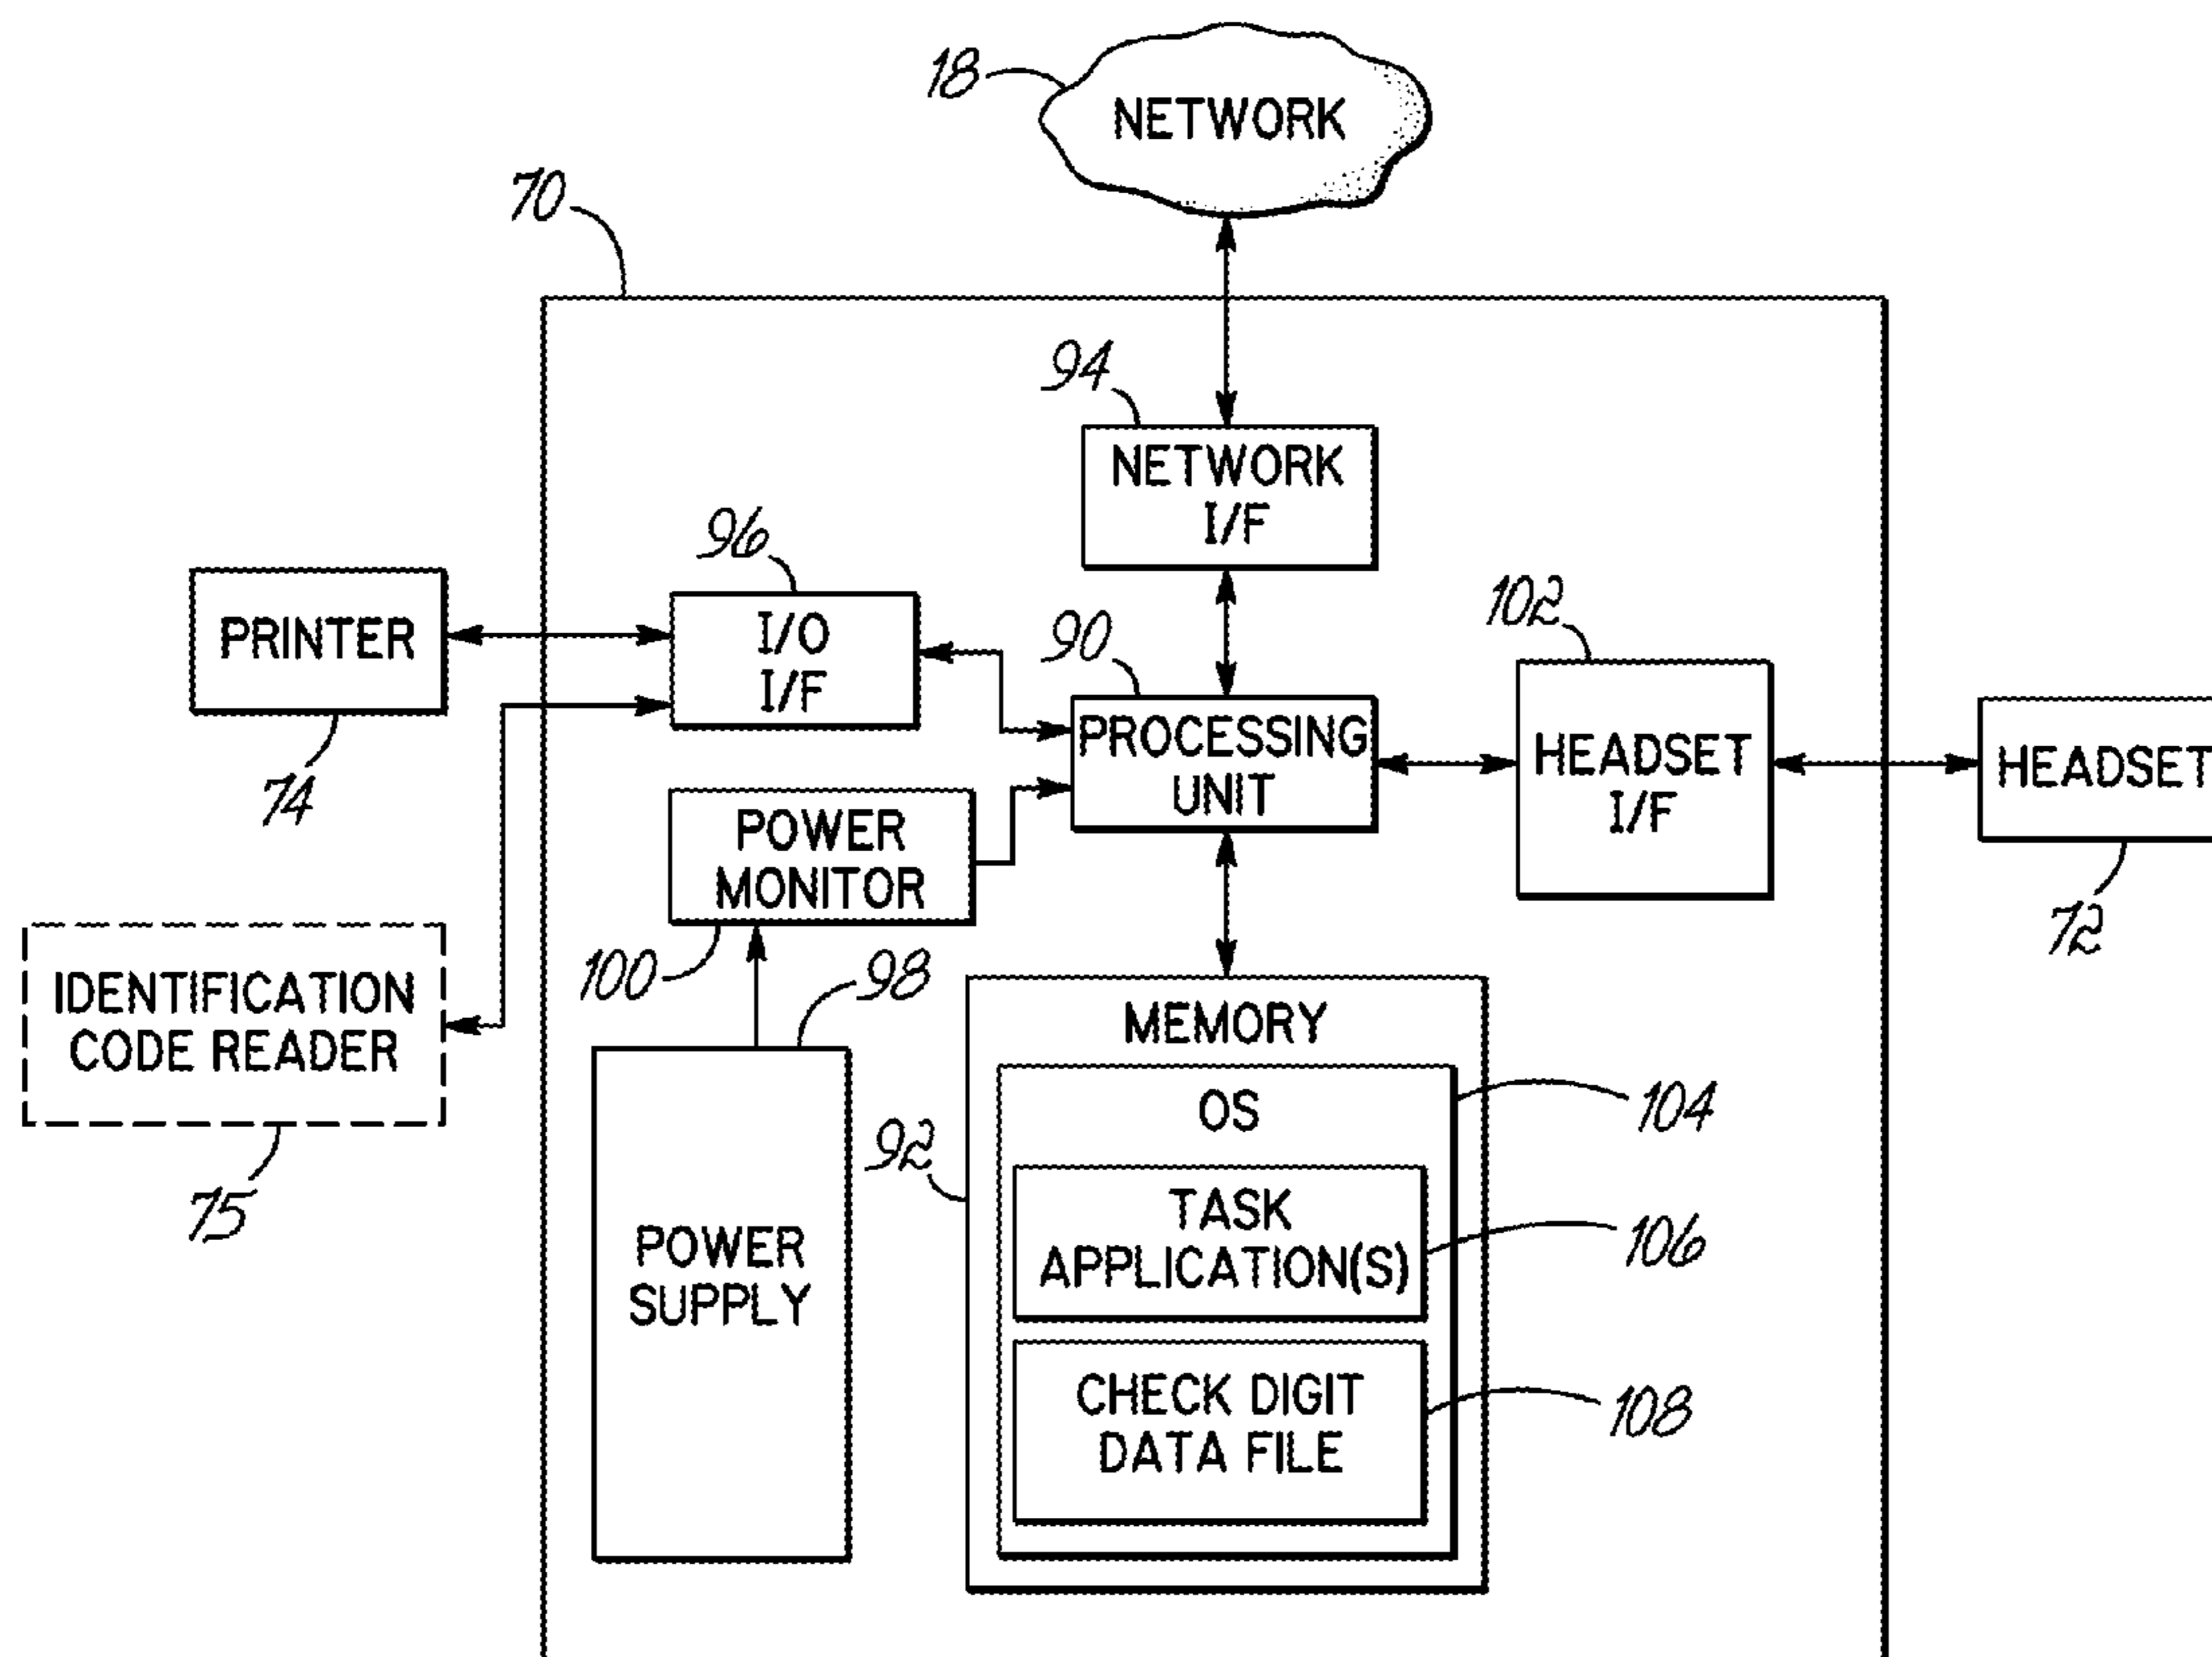 18
NETWORK
70
94
NETWORK
I/F
96
I/O
I/F
PRINTER
74
90
PROCESSING
UNIT
102
HEADSET
I/F
HEADSET
72
POWER
MONITOR
100
98
IDENTIFICATION
CODE READER
75
POWER
SUPPLY
92
MEMORY
OS
104
TASK
APPLICATION(S)
106
CHECK DIGIT
DATA FILE
108